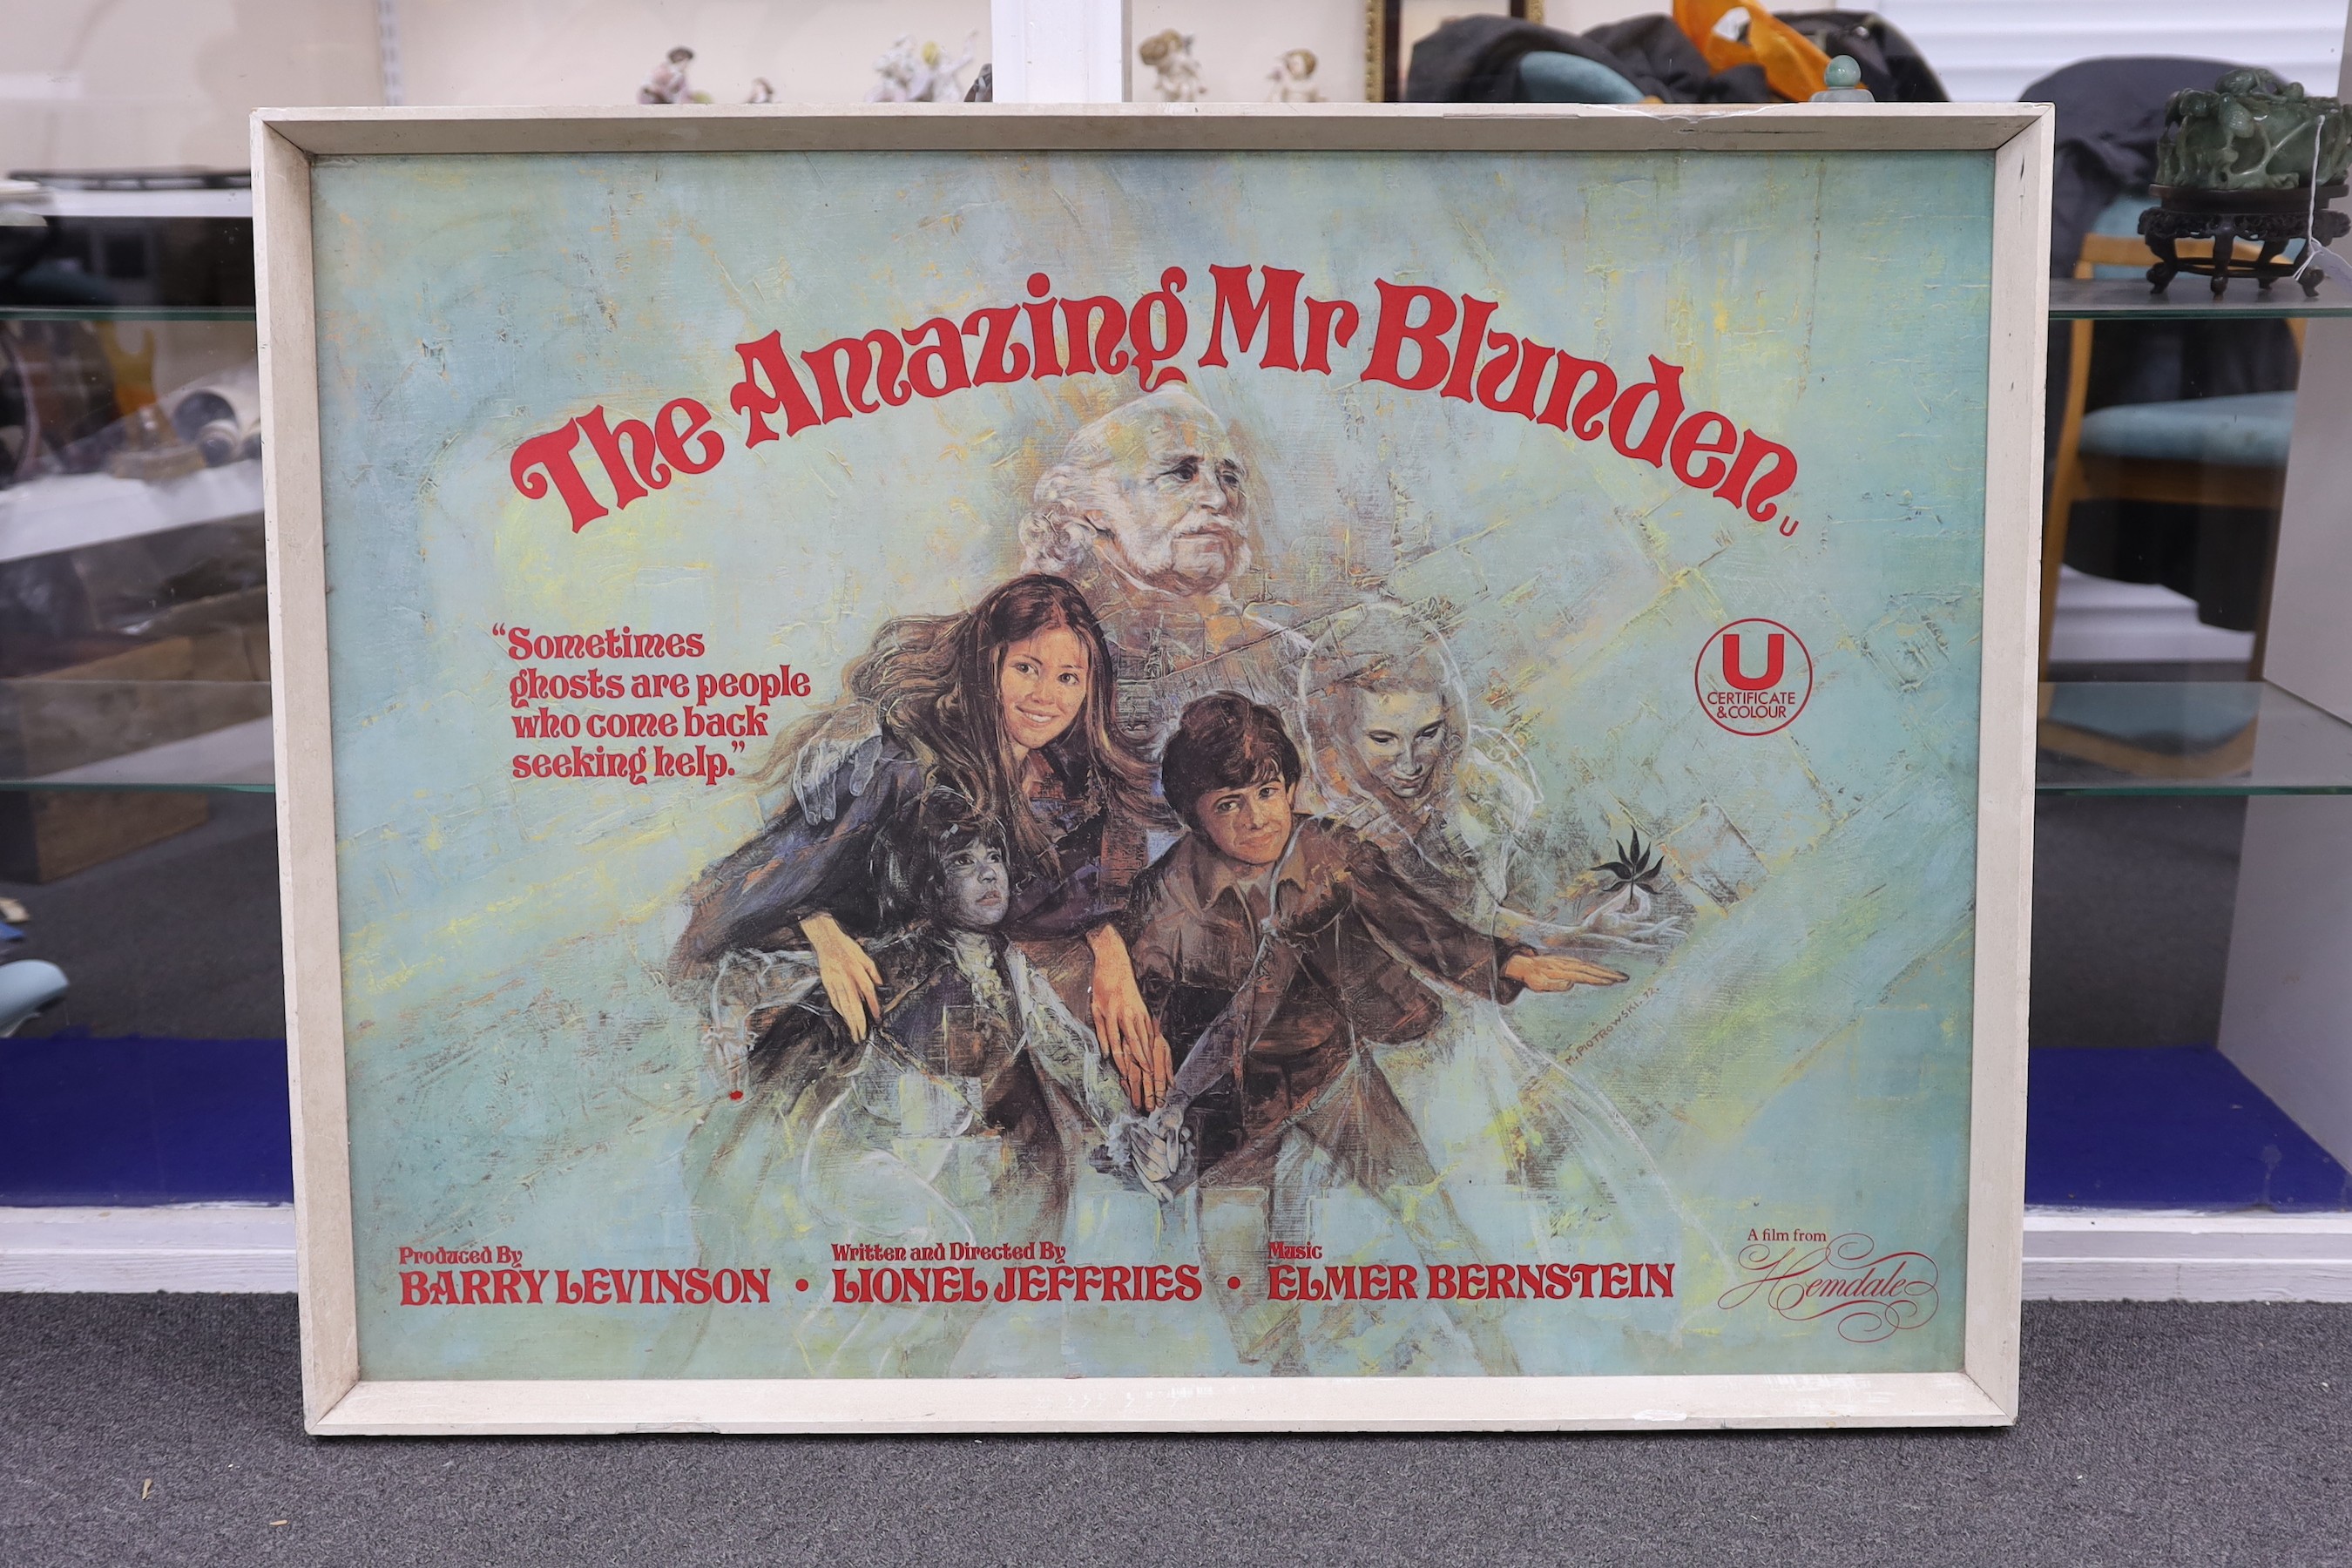 The Amazing Mr Blunden
U
"Sometimes
ghosts are people
who come back
seeking help."
U
CERTIFICATE
& COLOUR
M. PIOTROWSKI. 72.
Produced By
BARRY LEVINSON
• Written and Directed By
LIONEL JEFFRIES •
Music
ELMER BERNSTEIN
A film from
Hemdale